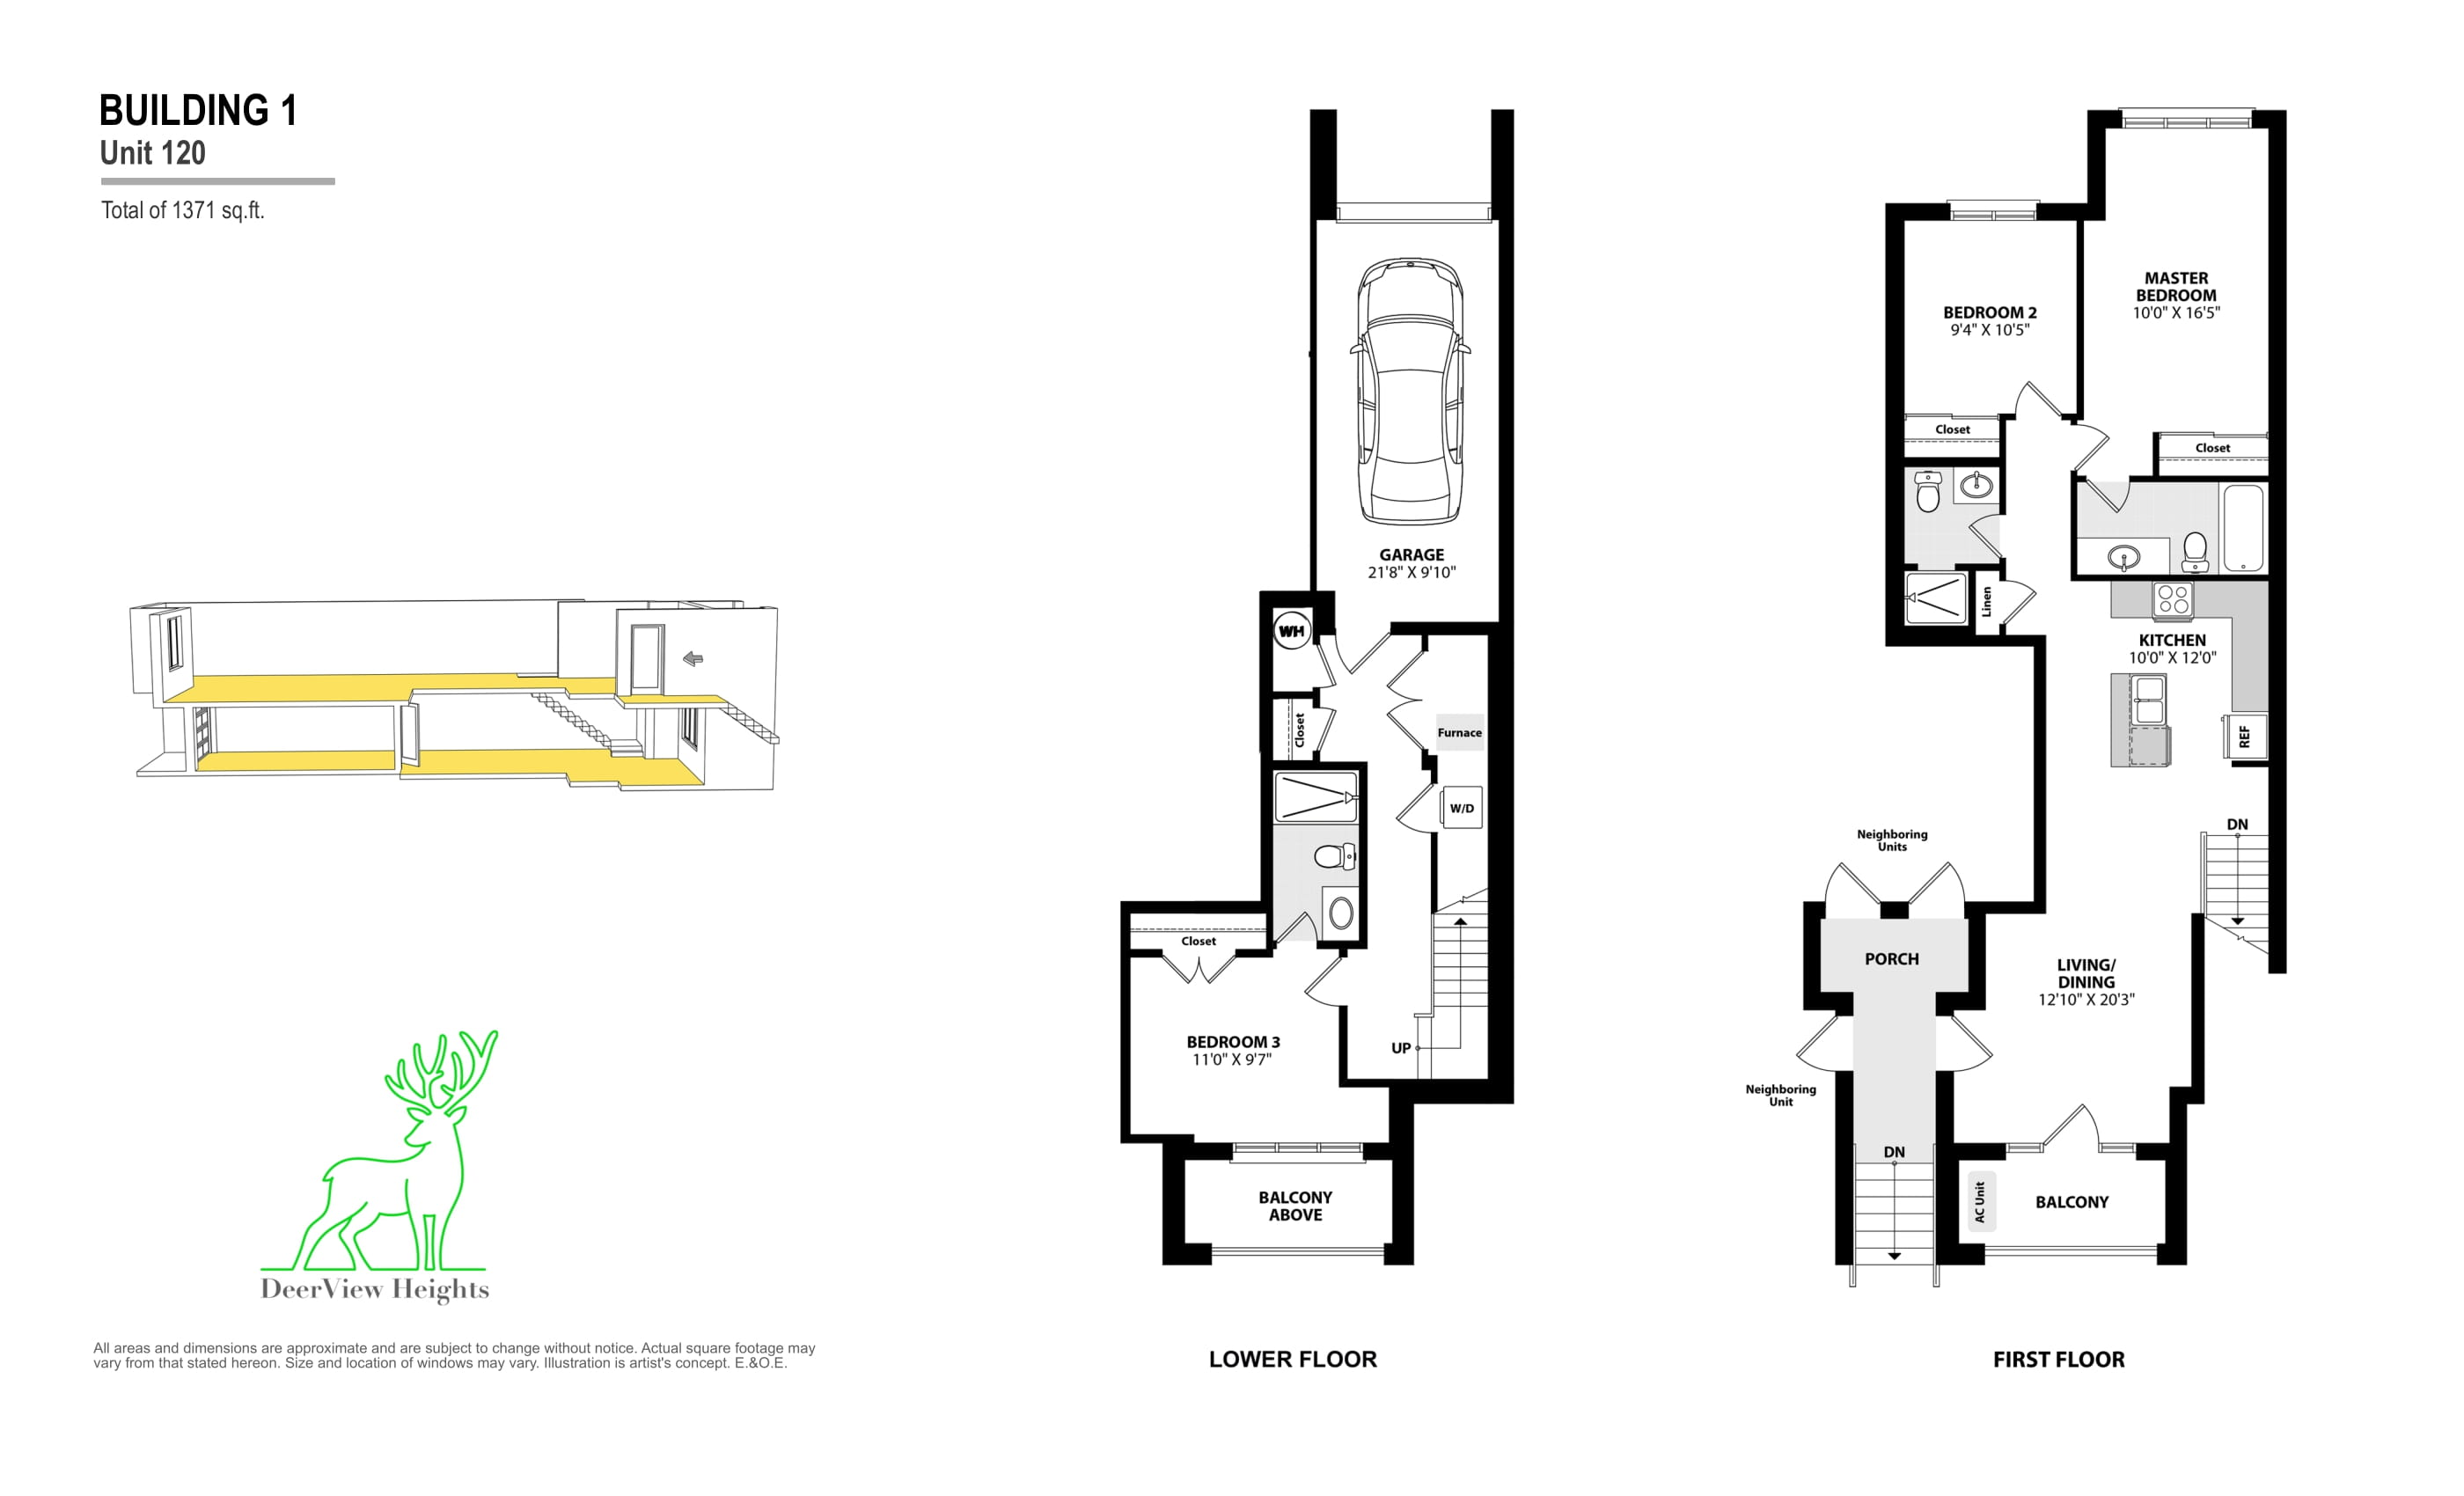 BUILDING 1
Unit 120
Total of 1371 sq.ft.
DeerView Heights
All areas and dimensions are approximate and are subject to change without notice. Actual square footage may
vary from that stated hereon. Size and location of windows may vary. Illustration is artist's concept. E.&O.E.
GARAGE
21'8" X 9'10"
WH
Closet
Furnace
W/D
Closet
BEDROOM 3
11'0" X 9'7"
UP
BALCONY
ABOVE
LOWER FLOOR
MASTER
BEDROOM
10'0" X 16'5"
BEDROOM 2
9'4" X 10'5"
Closet
Closet
Linen
KITCHEN
10'0" X 12'0"
REF
DN
Neighboring
Units
PORCH
LIVING/
DINING
12'10" X 20'3"
Neighboring
Unit
DN
AC Unit
BALCONY
FIRST FLOOR